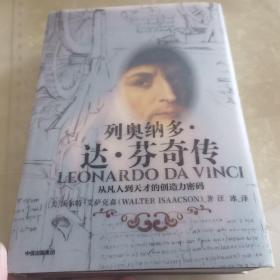 列奥纳多·
达·芬奇传
LEONARDO DA VINCI
从凡人到天才的创造力密码
[美]沃尔特·艾萨克森(WALTER ISAACSON)著 汪冰 译
中信出版集团